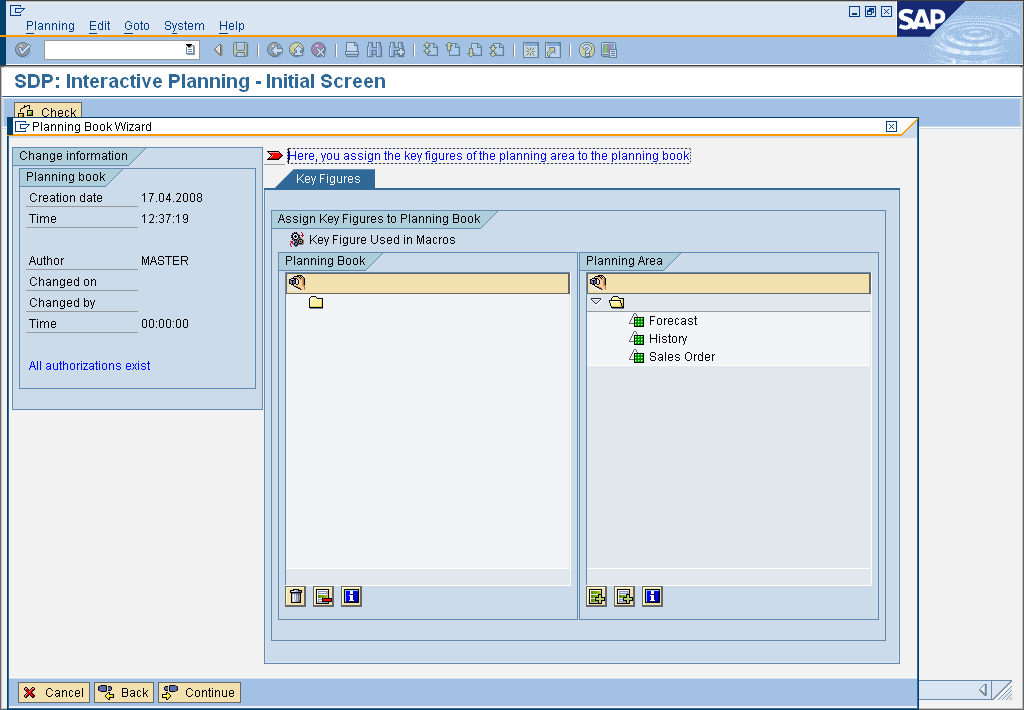 Planning Edit Goto System Help
SAP
SDP: Interactive Planning - Initial Screen
Check
Planning Book Wizard
Change information
Planning book
Creation date 17.04.2008
Time 12:37:19
Author MASTER
Changed on
Changed by
Time 00:00:00
All authorizations exist
Here, you assign the key figures of the planning area to the planning book
Key Figures
Assign Key Figures to Planning Book
Key Figure Used in Macros
Planning Book
Planning Area
Forecast
History
Sales Order
Cancel Back Continue